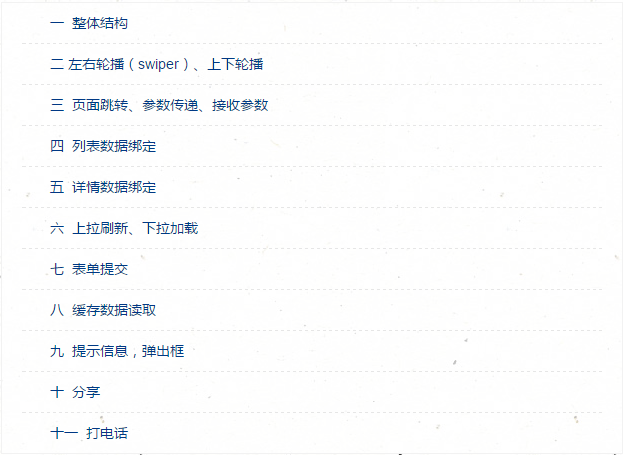 一  整体结构
二 左右轮播（swiper）、上下轮播
三  页面跳转、参数传递、接收参数
四  列表数据绑定
五  详情数据绑定
六  上拉刷新、下拉加载
七  表单提交
八  缓存数据读取
九  提示信息，弹出框
十  分享
十一  打电话